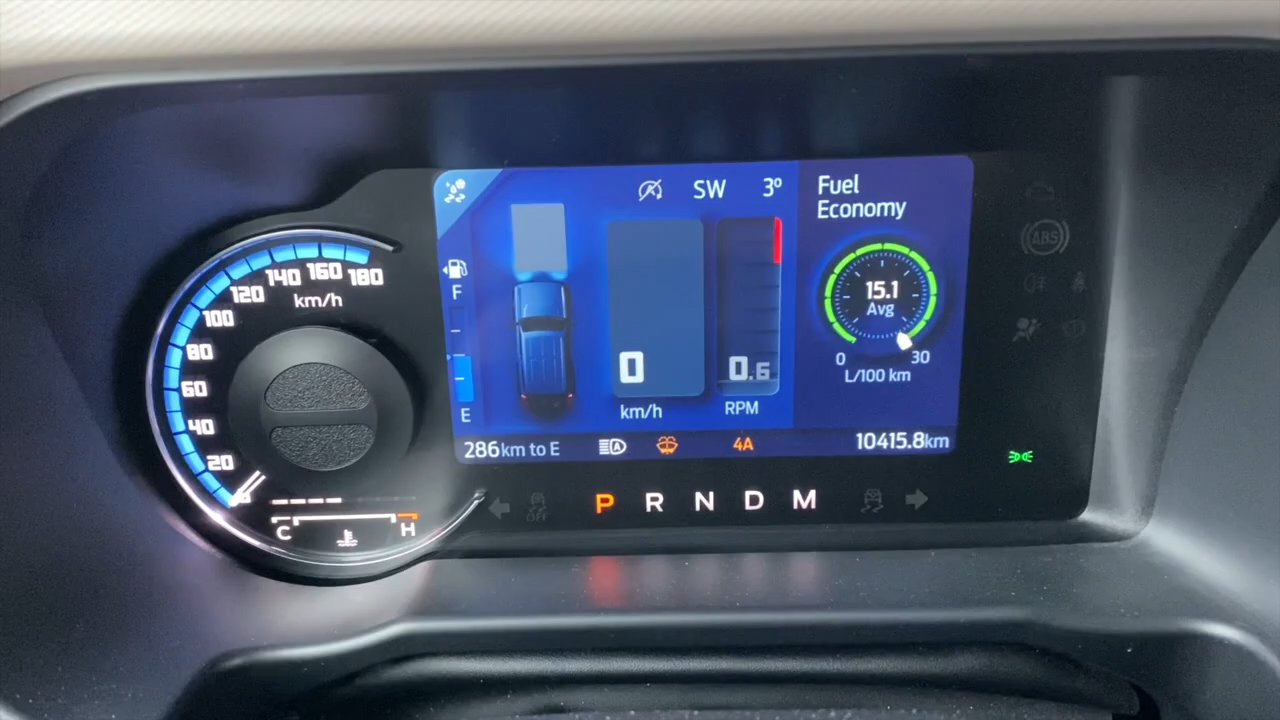 SW 3°
Fuel
Economy
180
160
140
120
100
80
60
40
20
km/h
F
E
0
km/h
0.6
RPM
15.1
Avg
0 30
L/100 km
ABS
286km to E
A
4A
10415.8km
C H
OFF
P R N D M